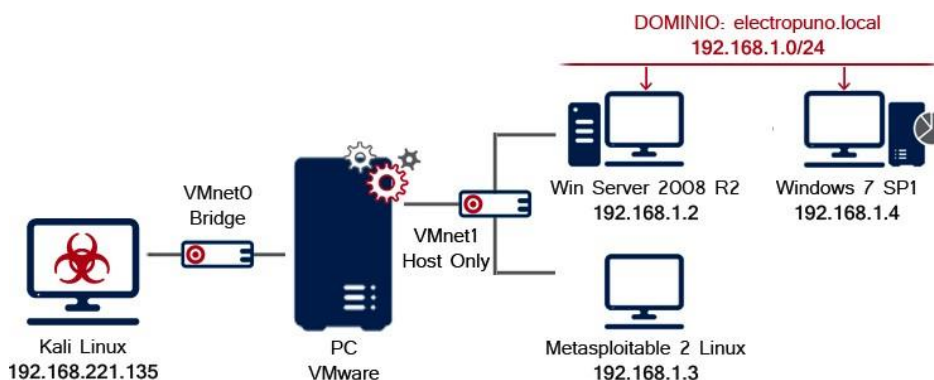 DOMINIO: electropuno.local
192.168.1.0/24
VMnet0
Bridge
VMnet1
Host Only
Win Server 2008 R2
192.168.1.2
Windows 7 SP1
192.168.1.4
Kali Linux
192.168.221.135
PC
VMware
Metasploitable 2 Linux
192.168.1.3